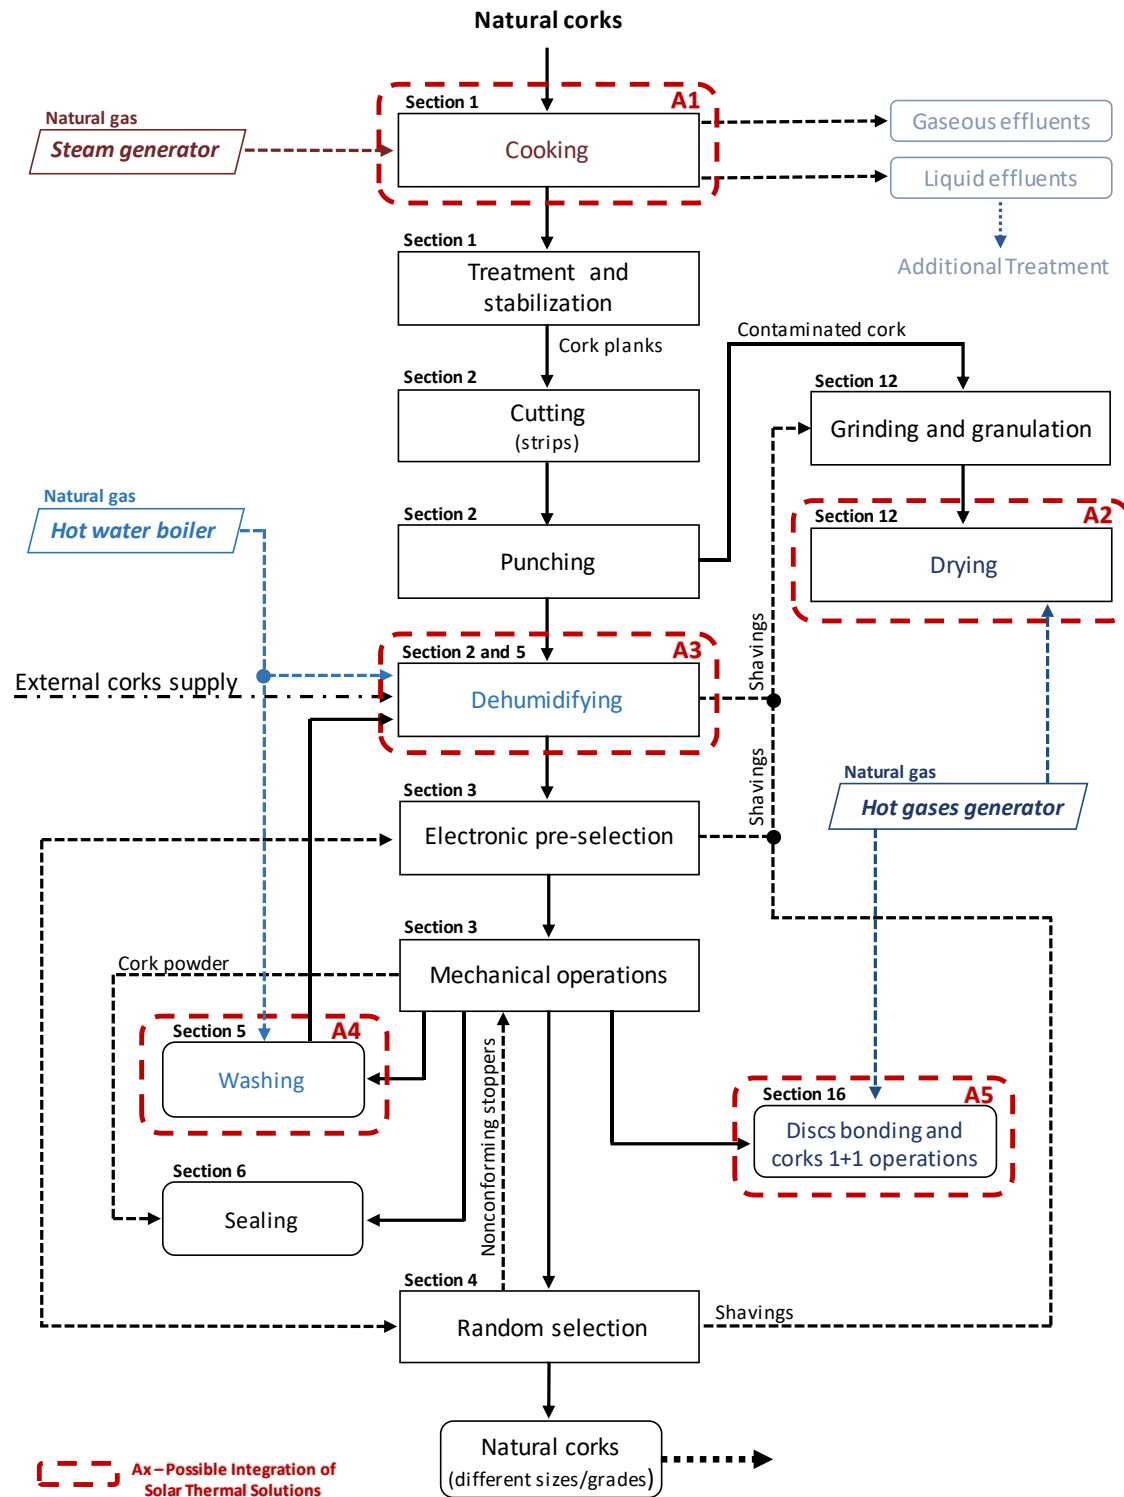 Natural corks
Section 1
A1
Natural gas
Steam generator
Cooking
Gaseous effluents
Liquid effluents
Additional Treatment
Section 1
Treatment and
stabilization
Cork planks
Contaminated cork
Section 2
Cutting
(strips)
Section 12
Grinding and granulation
Natural gas
Hot water boiler
Section 2
Punching
Section 12
A2
Drying
Shavings
Section 2 and 5
A3
External corks supply
Dehumidifying
Shavings
Natural gas
Hot gases generator
Section 3
Electronic pre-selection
Section 3
Mechanical operations
Cork powder
Section 5
A4
Washing
Nonconforming stoppers
Section 16
A5
Discs bonding and
corks 1+1 operations
Section 6
Sealing
Section 4
Random selection
Shavings
Natural corks
(different sizes/grades)
Ax – Possible Integration of
Solar Thermal Solutions